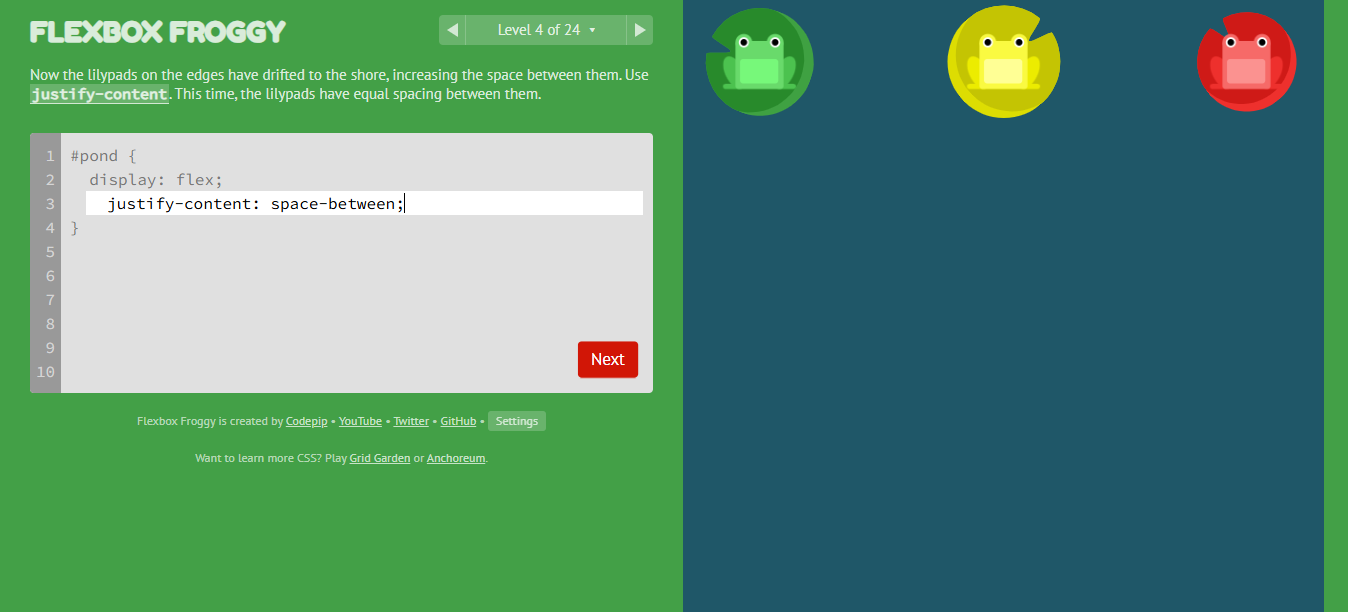 FLEXBOX FROGGY
◀ Level 4 of 24 ▾ ▶
Now the lilypads on the edges have drifted to the shore, increasing the space between them. Use
justify-content. This time, the lilypads have equal spacing between them.
1 #pond {
2 display: flex;
3 justify-content: space-between;
4 }
5
6
7
8
9
10
Next
Flexbox Froggy is created by Codepip • YouTube • Twitter • GitHub • Settings
Want to learn more CSS? Play Grid Garden or Anchoreum.